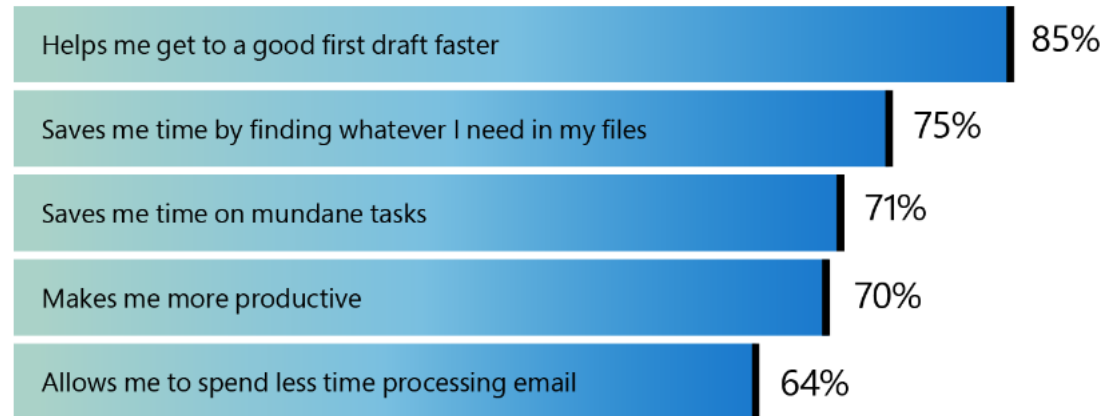 Helps me get to a good first draft faster 85%
Saves me time by finding whatever I need in my files 75%
Saves me time on mundane tasks 71%
Makes me more productive 70%
Allows me to spend less time processing email 64%